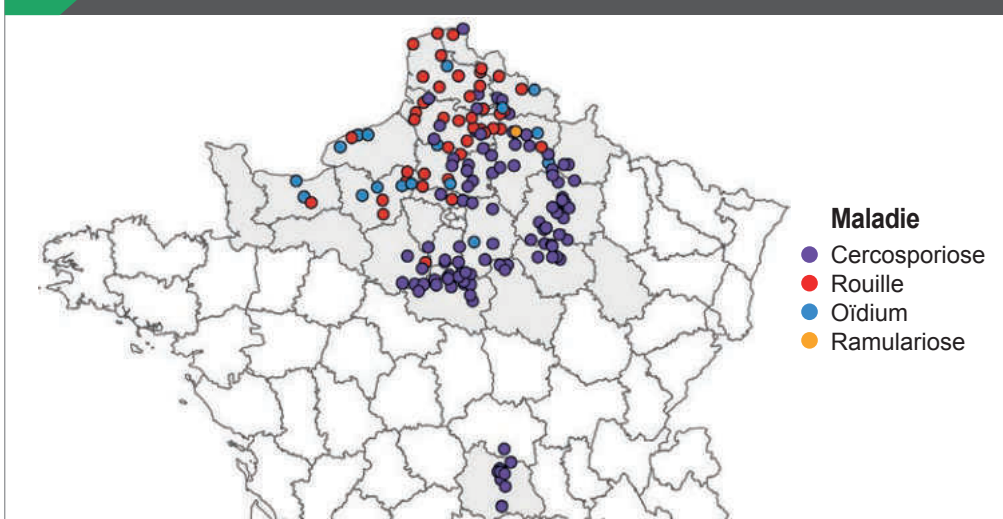 Maladie
Cercosporiose
Rouille
Oïdium
Ramulariose